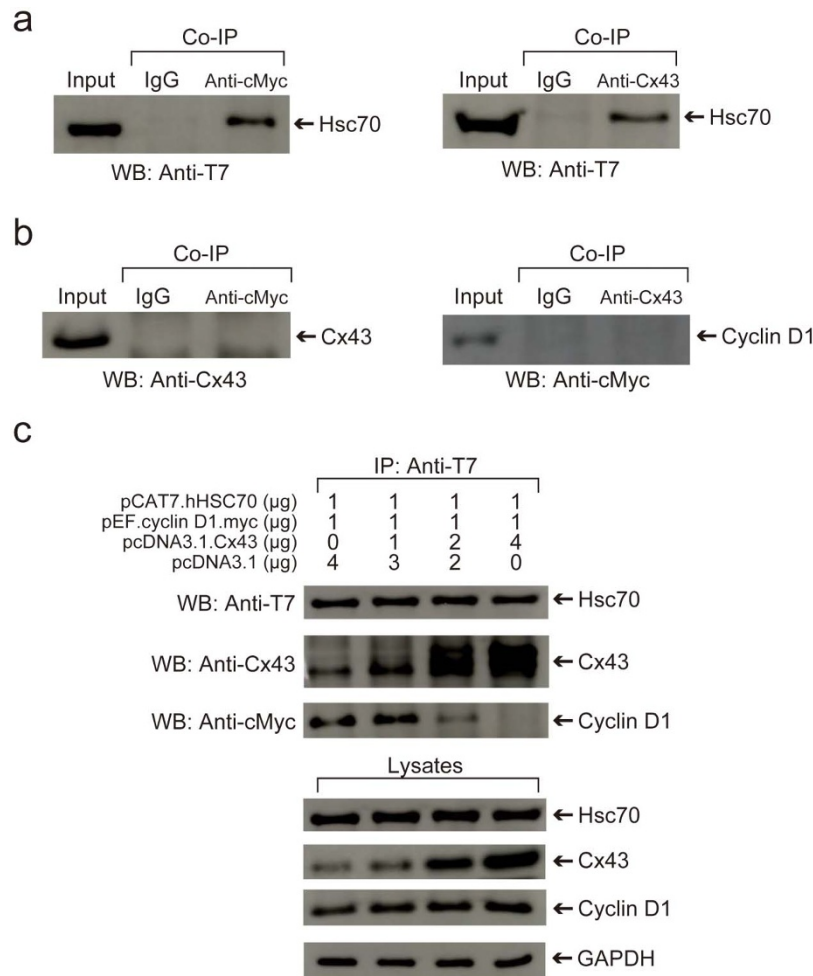 a
Co-IP
Input IgG Anti-cMyc
← Hsc70
WB: Anti-T7
Co-IP
Input IgG Anti-Cx43
← Hsc70
WB: Anti-T7
b
Co-IP
Input IgG Anti-cMyc
← Cx43
WB: Anti-Cx43
Co-IP
Input IgG Anti-Cx43
← Cyclin D1
WB: Anti-cMyc
c
IP: Anti-T7
pCAT7.hHSC70 (µg) 1 1 1 1
pEF.cyclin D1.myc (µg) 1 1 1 1
pcDNA3.1.Cx43 (µg) 0 1 2 4
pcDNA3.1 (µg) 4 3 2 0
WB: Anti-T7 ← Hsc70
WB: Anti-Cx43 ← Cx43
WB: Anti-cMyc ← Cyclin D1
Lysates
← Hsc70
← Cx43
← Cyclin D1
← GAPDH